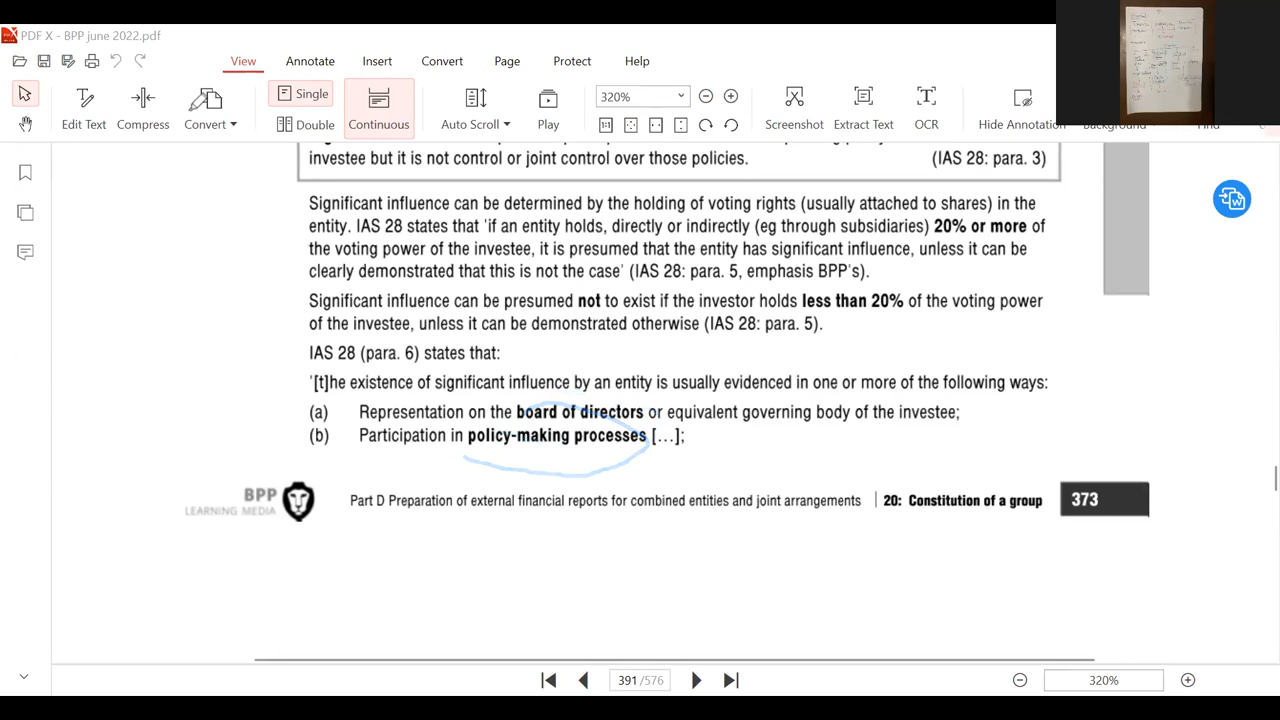 PDF X - BPP june 2022.pdf
View Annotate Insert Convert Page Protect Help
Single
Double
Edit Text Compress Convert Continuous Auto Scroll Play
320%
Screenshot Extract Text OCR Hide Annotation
investee but it is not control or joint control over those policies. (IAS 28: para. 3)
Significant influence can be determined by the holding of voting rights (usually attached to shares) in the
entity. IAS 28 states that 'if an entity holds, directly or indirectly (eg through subsidiaries) 20% or more of
the voting power of the investee, it is presumed that the entity has significant influence, unless it can be
clearly demonstrated that this is not the case' (IAS 28: para. 5, emphasis BPP's).
Significant influence can be presumed not to exist if the investor holds less than 20% of the voting power
of the investee, unless it can be demonstrated otherwise (IAS 28: para. 5).
IAS 28 (para. 6) states that:
'[t]he existence of significant influence by an entity is usually evidenced in one or more of the following ways:
(a) Representation on the board of directors or equivalent governing body of the investee;
(b) Participation in policy-making processes [...];
BPP
LEARNING MEDIA
Part D Preparation of external financial reports for combined entities and joint arrangements | 20: Constitution of a group 373
391 /576
320%